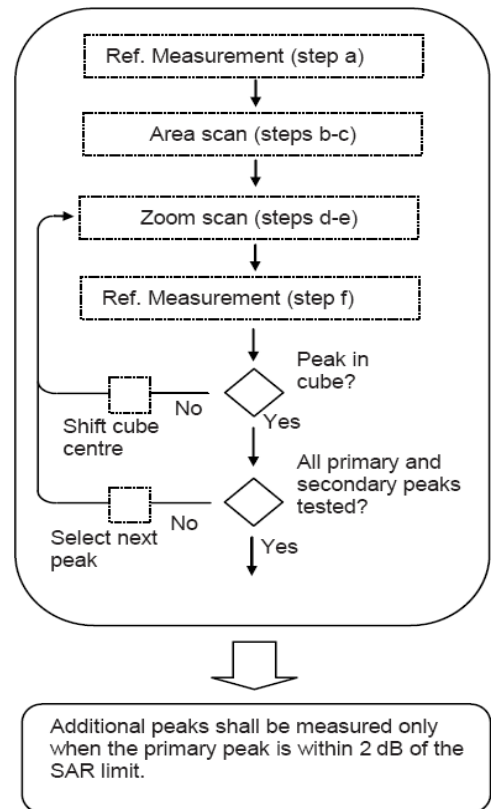 Ref. Measurement (step a)
Area scan (steps b-c)
Zoom scan (steps d-e)
Ref. Measurement (step f)
Peak in
cube?
No
Yes
Shift cube
centre
All primary and
secondary peaks
tested?
No
Yes
Select next
peak
Additional peaks shall be measured only
when the primary peak is within 2 dB of the
SAR limit.